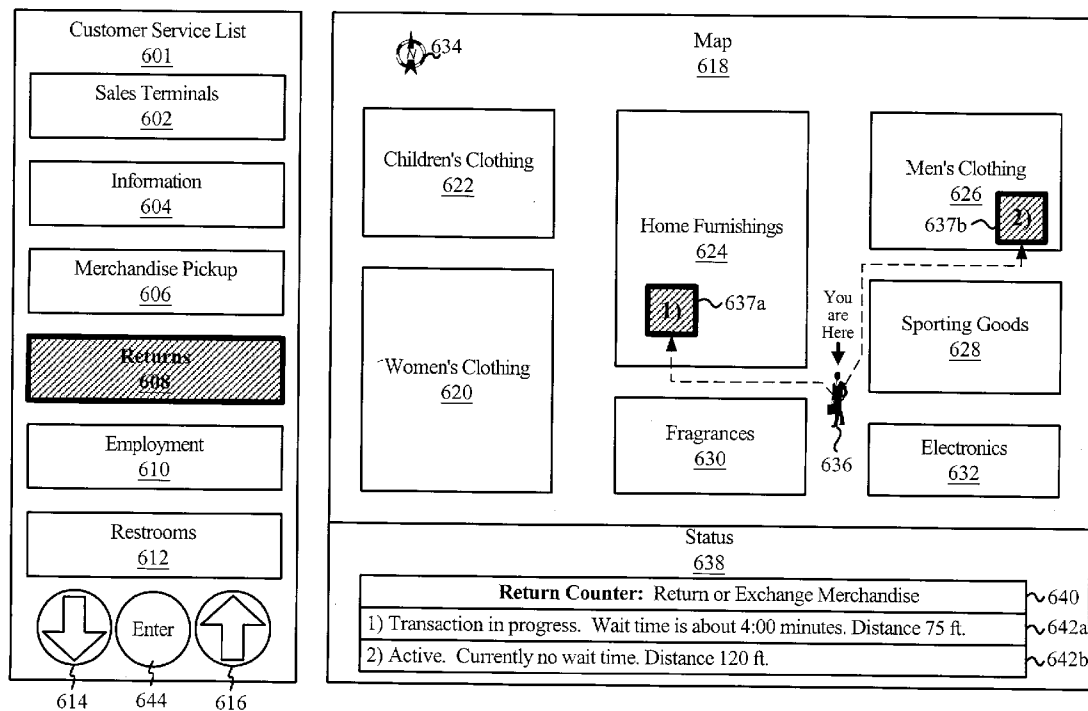 Customer Service List
601
Sales Terminals
602
Information
604
Merchandise Pickup
606
Returns
608
Employment
610
Restrooms
612
Enter
614
644
616
N
634
Map
618
Children's Clothing
622
Women's Clothing
620
Home Furnishings
624
1)
637a
Fragrances
630
You
are
Here
636
Men's Clothing
626
637b
2)
Sporting Goods
628
Electronics
632
Status
638
Return Counter: Return or Exchange Merchandise
640
1) Transaction in progress. Wait time is about 4:00 minutes. Distance 75 ft.
642a
2) Active. Currently no wait time. Distance 120 ft.
642b